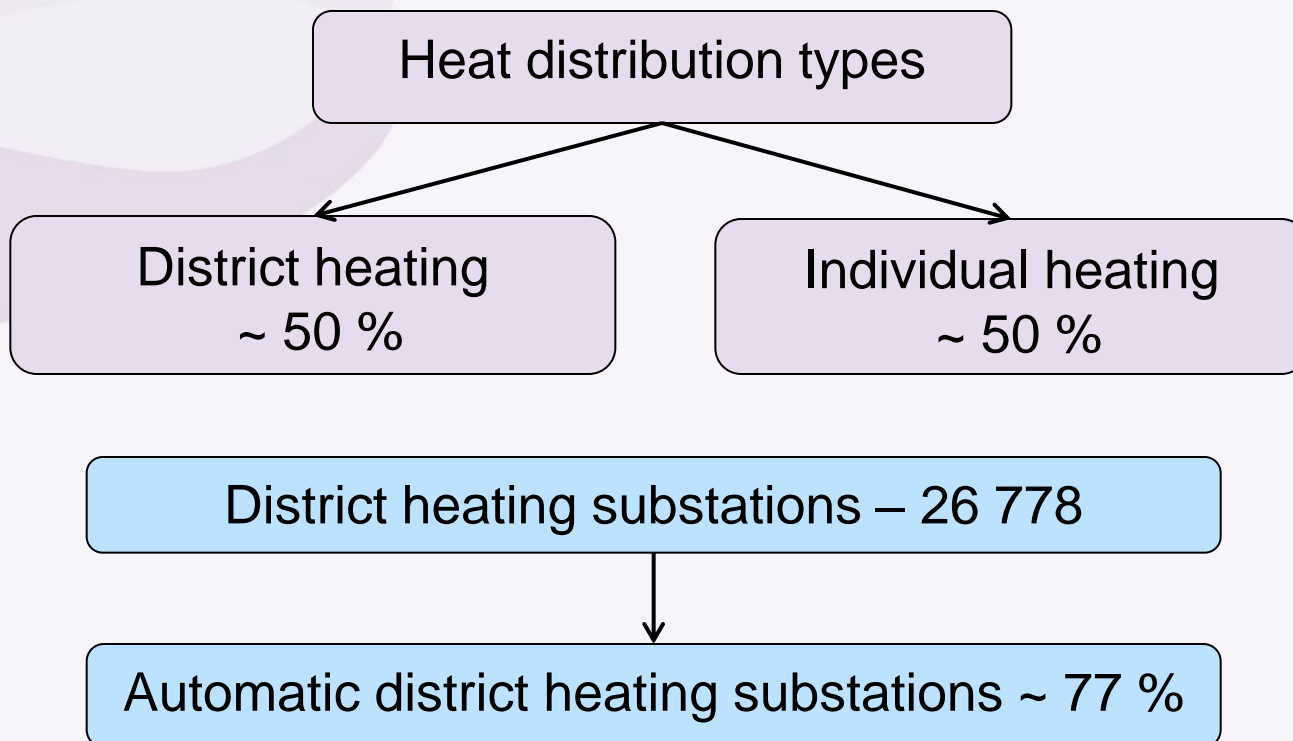 Heat distribution types
District heating
~ 50 %
Individual heating
~ 50 %
District heating substations – 26 778
Automatic district heating substations ~ 77 %